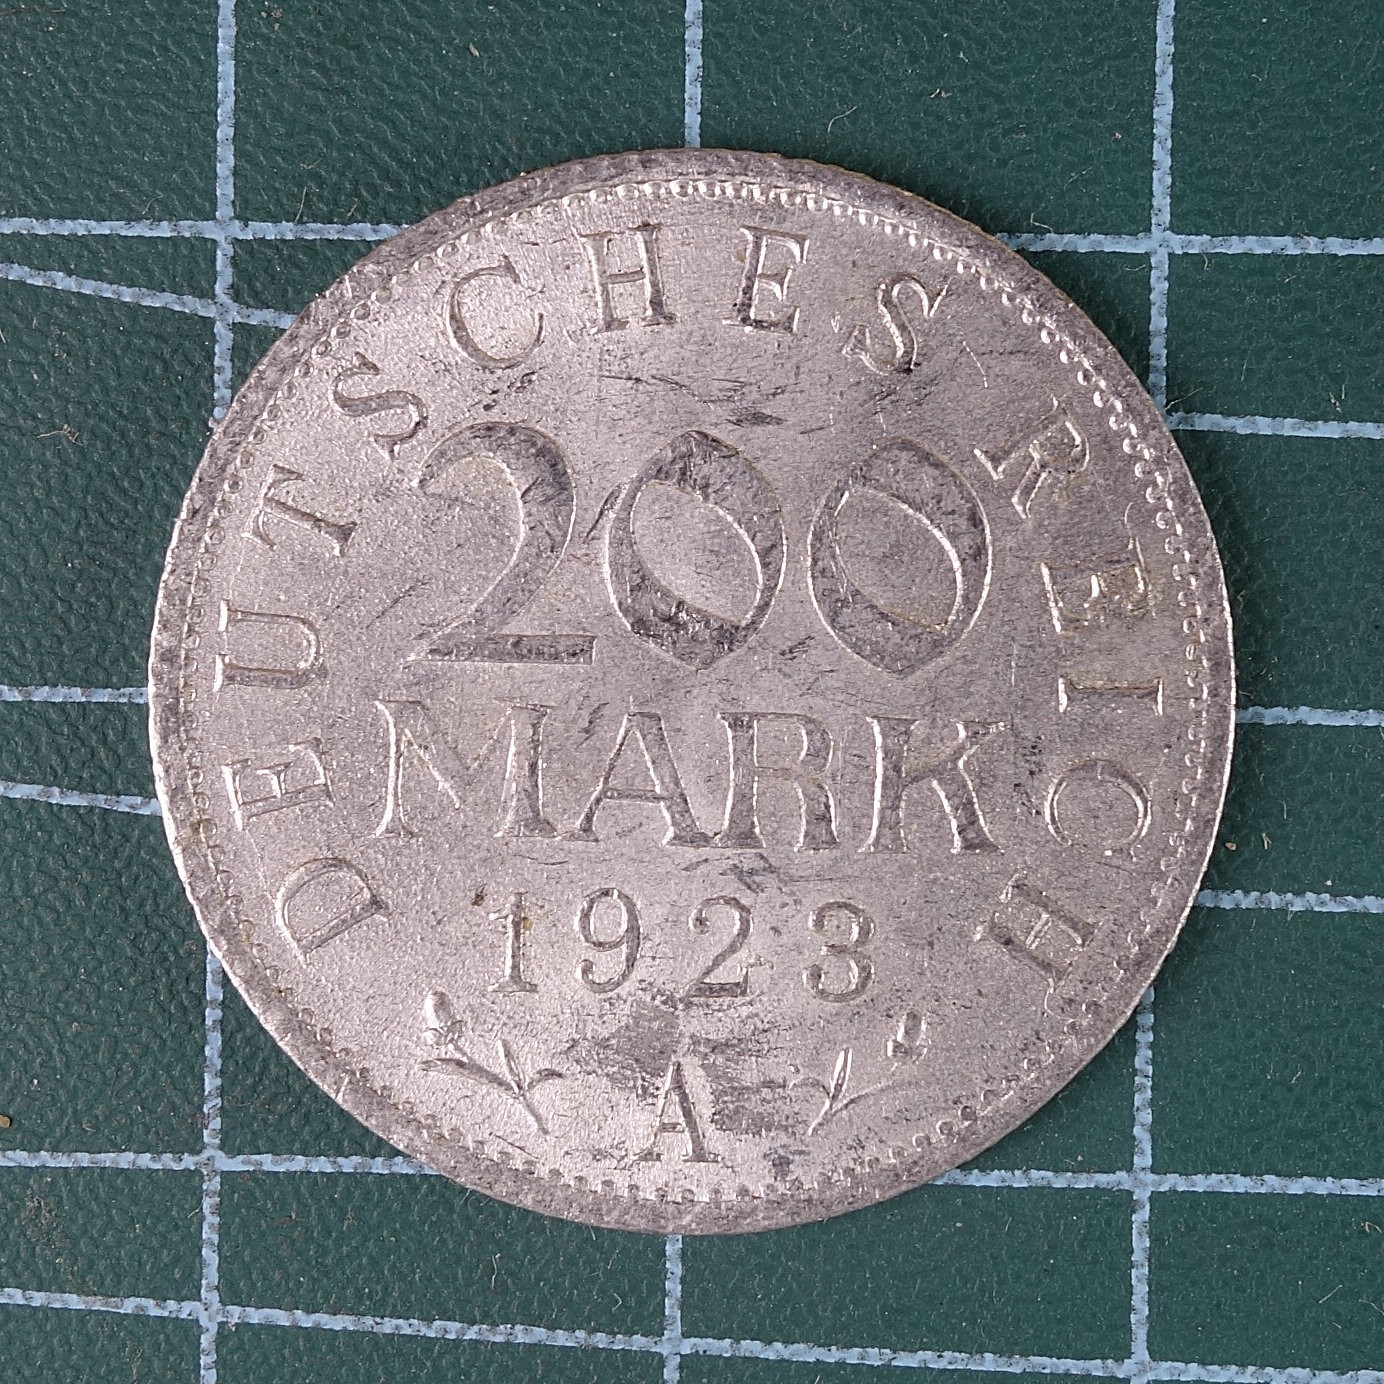 DEUTSCHES REICH
200
MARK
1923
A